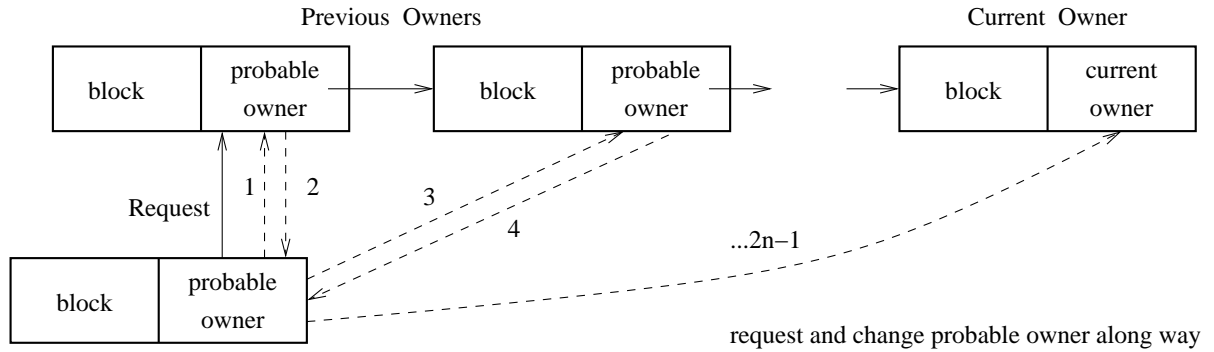 Previous Owners
Current Owner
block
probable
owner
block
probable
owner
block
current
owner
Request
1
2
3
4
...2n−1
block
probable
owner
request and change probable owner along way